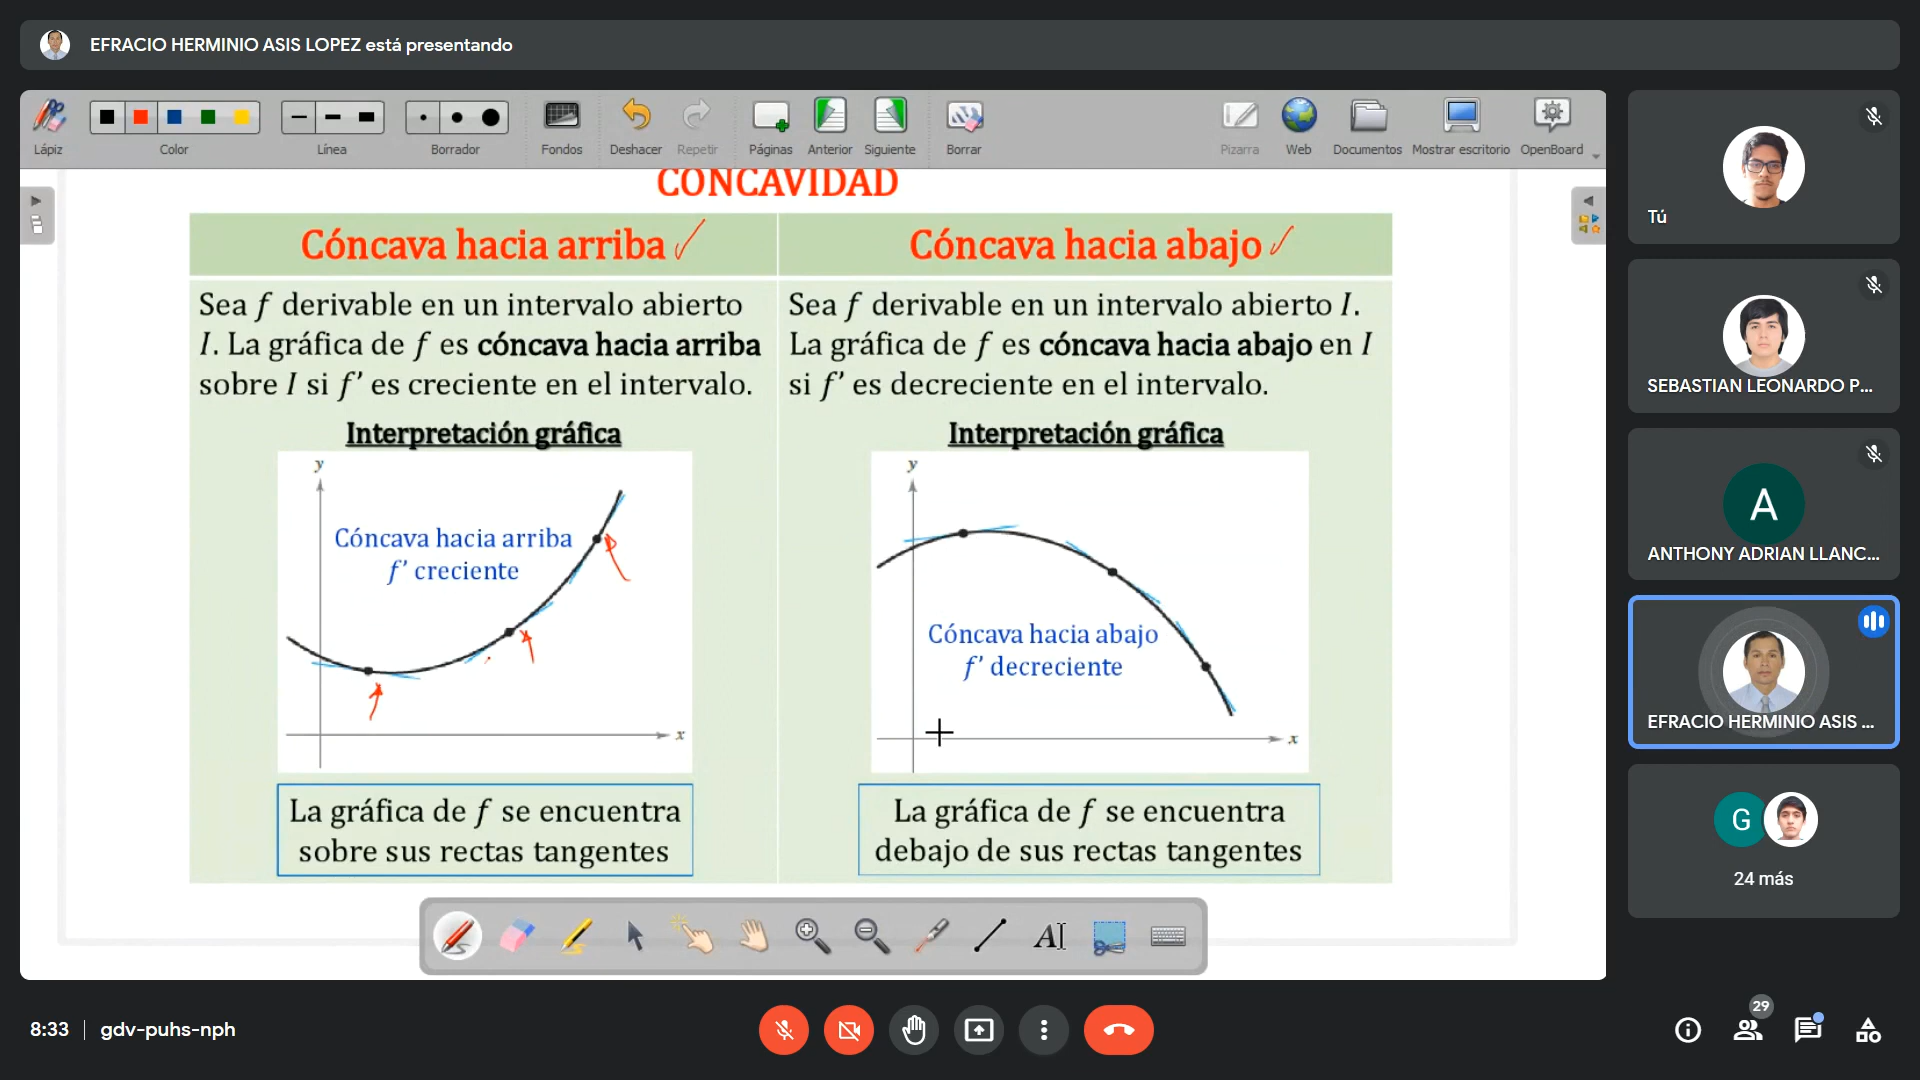 EFRACIO HERMINIO ASIS LOPEZ está presentando
Lápiz
Color
Línea
Borrador
Fondos
Deshacer
Repetir
Páginas
Anterior
Siguiente
Borrar
Pizarra
Web
Documentos
Mostrar escritorio
OpenBoard
CONCAVIDAD
Cóncava hacia arriba
Sea f derivable en un intervalo abierto
I. La gráfica de f es cóncava hacia arriba
sobre I si f’ es creciente en el intervalo.
Interpretación gráfica
y
Cóncava hacia arriba
f’ creciente
x
La gráfica de f se encuentra
sobre sus rectas tangentes
Cóncava hacia abajo
Sea f derivable en un intervalo abierto I.
La gráfica de f es cóncava hacia abajo en I
si f’ es decreciente en el intervalo.
Interpretación gráfica
y
Cóncava hacia abajo
f’ decreciente
x
La gráfica de f se encuentra
debajo de sus rectas tangentes
AI
Tú
SEBASTIAN LEONARDO P...
A
ANTHONY ADRIAN LLANC...
EFRACIO HERMINIO ASIS ...
G
24 más
8:33 | gdv-puhs-nph
29